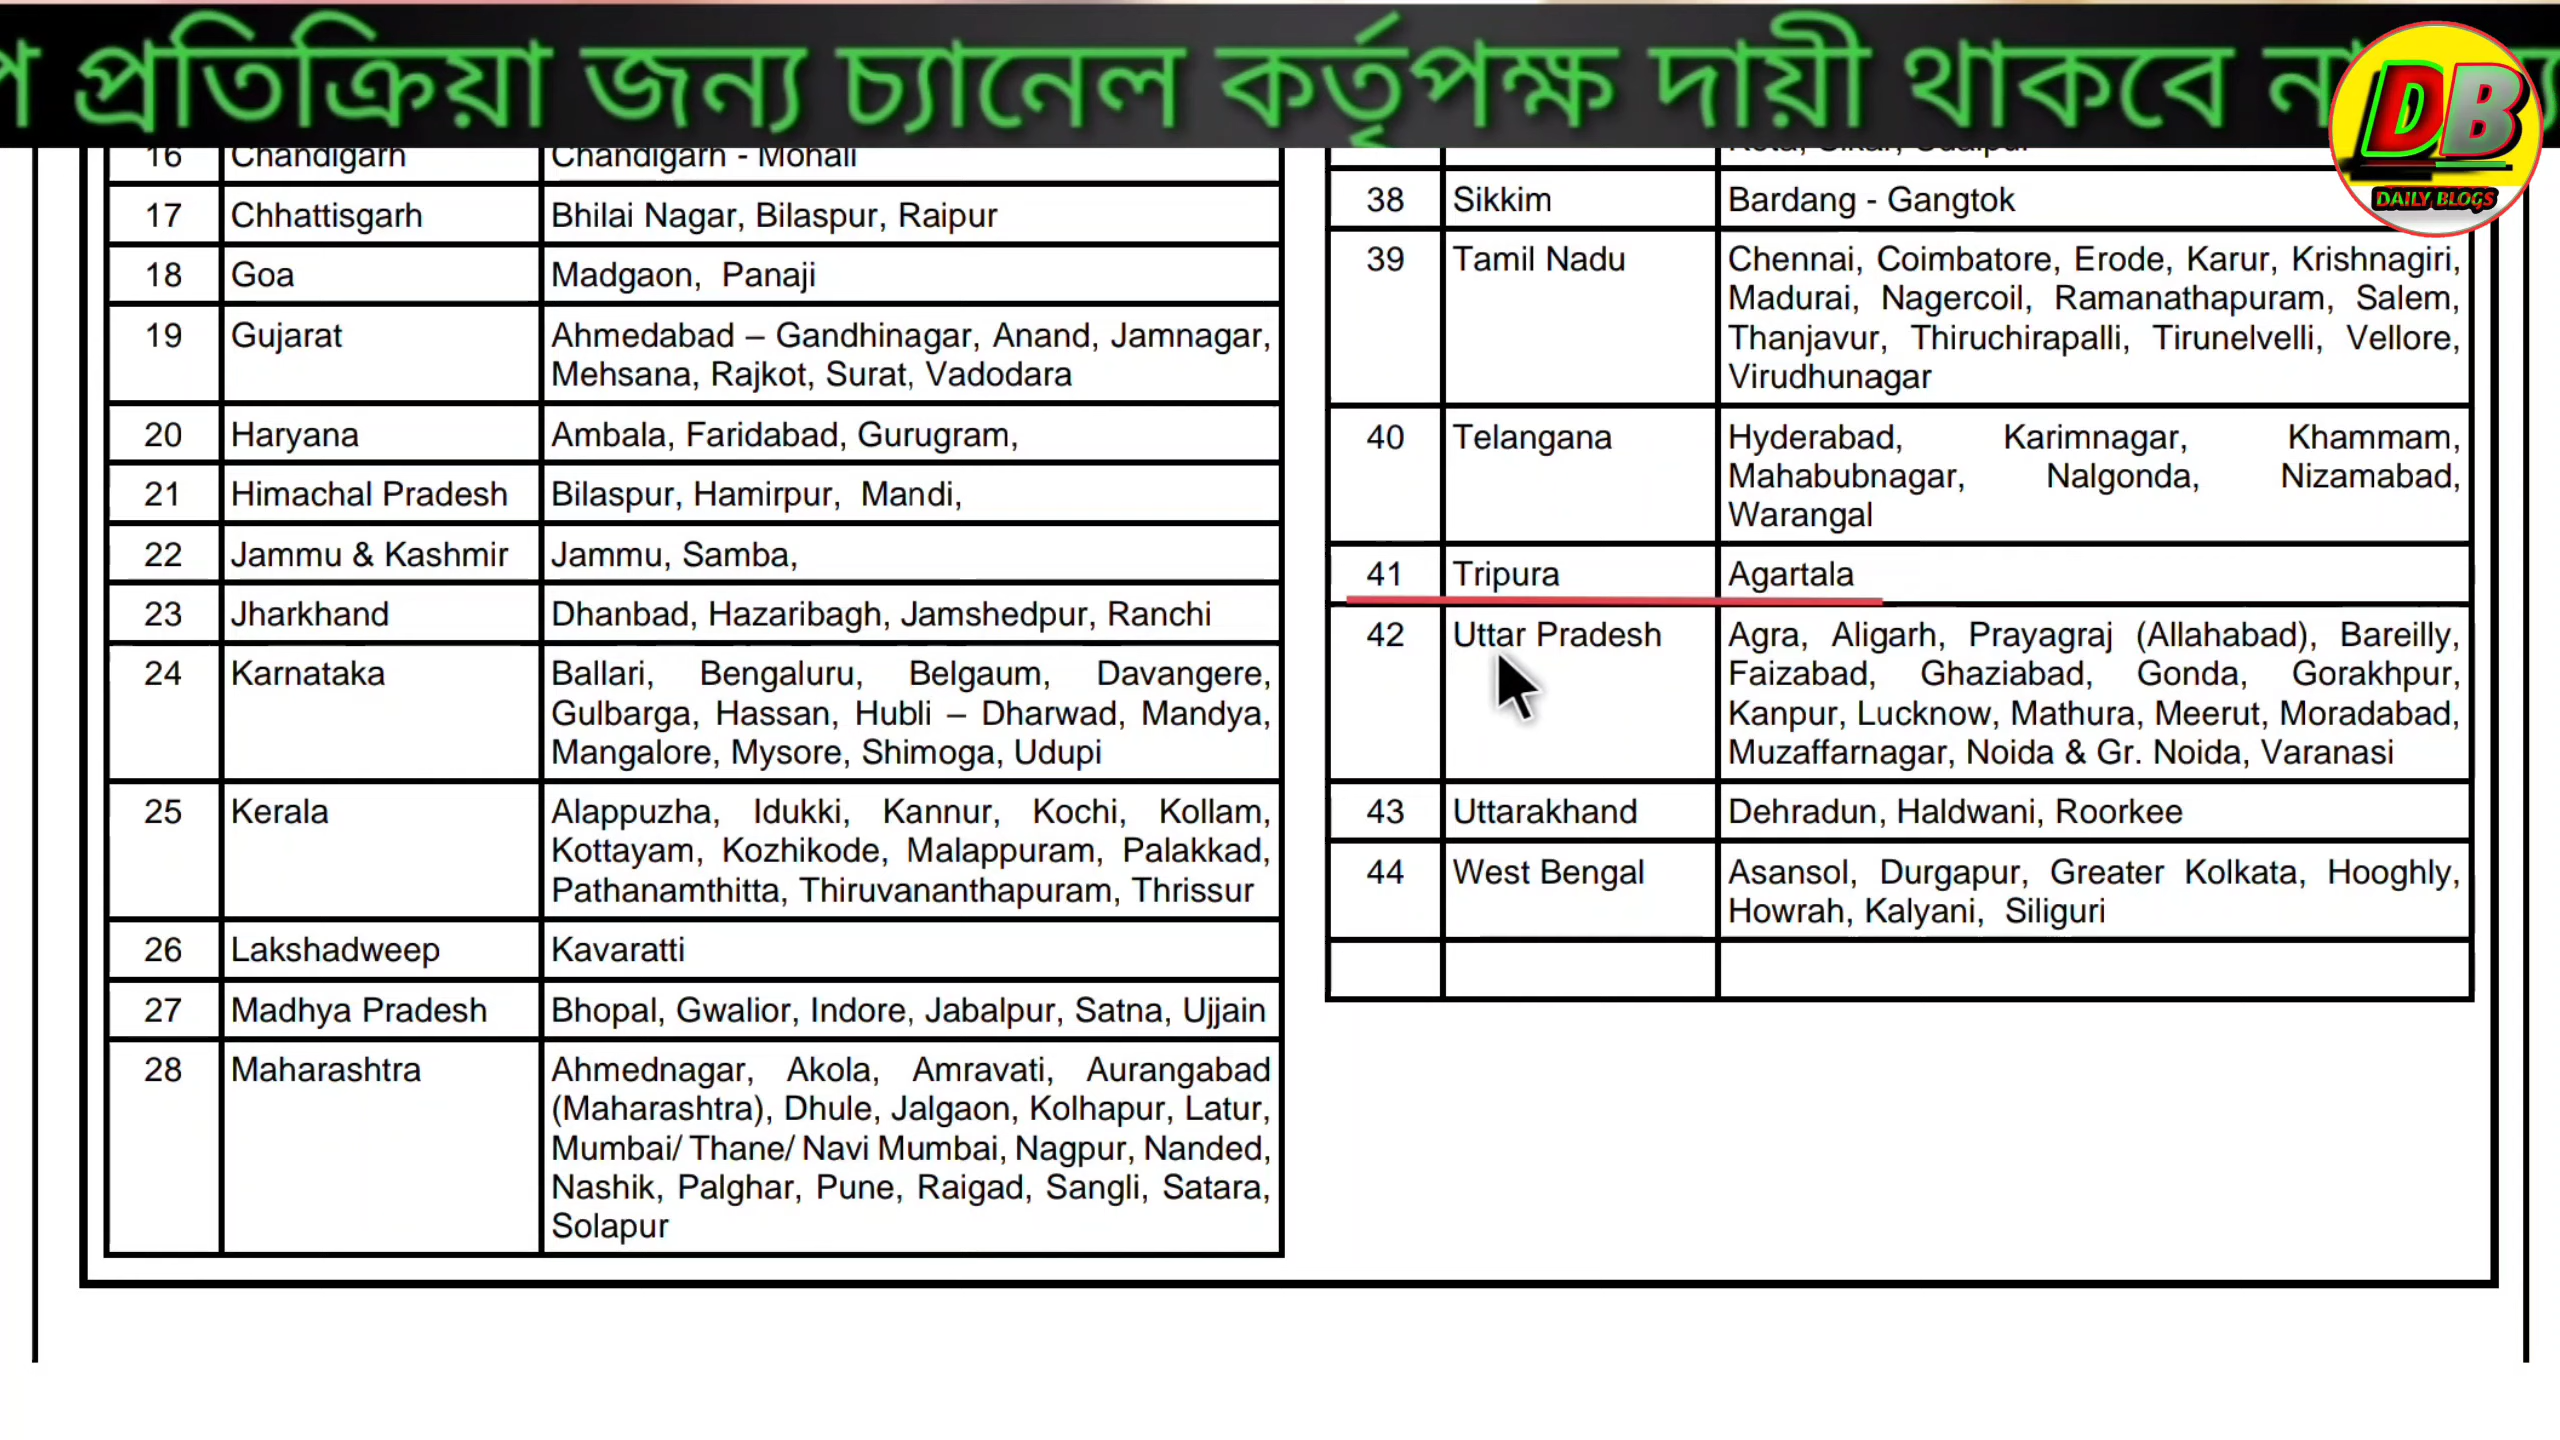 প্রতিক্রিয়া জন্য চ্যানেল কর্তৃপক্ষ দায়ী থাকবে না
DB
DAILY BLOGS
16 Chandigarh Chandigarh - Mohali
17 Chhattisgarh Bhilai Nagar, Bilaspur, Raipur
18 Goa Madgaon, Panaji
19 Gujarat Ahmedabad – Gandhinagar, Anand, Jamnagar,
Mehsana, Rajkot, Surat, Vadodara
20 Haryana Ambala, Faridabad, Gurugram,
21 Himachal Pradesh Bilaspur, Hamirpur, Mandi,
22 Jammu & Kashmir Jammu, Samba,
23 Jharkhand Dhanbad, Hazaribagh, Jamshedpur, Ranchi
24 Karnataka Ballari, Bengaluru, Belgaum, Davangere,
Gulbarga, Hassan, Hubli – Dharwad, Mandya,
Mangalore, Mysore, Shimoga, Udupi
25 Kerala Alappuzha, Idukki, Kannur, Kochi, Kollam,
Kottayam, Kozhikode, Malappuram, Palakkad,
Pathanamthitta, Thiruvananthapuram, Thrissur
26 Lakshadweep Kavaratti
27 Madhya Pradesh Bhopal, Gwalior, Indore, Jabalpur, Satna, Ujjain
28 Maharashtra Ahmednagar, Akola, Amravati, Aurangabad
(Maharashtra), Dhule, Jalgaon, Kolhapur, Latur,
Mumbai/ Thane/ Navi Mumbai, Nagpur, Nanded,
Nashik, Palghar, Pune, Raigad, Sangli, Satara,
Solapur
38 Sikkim Bardang - Gangtok
39 Tamil Nadu Chennai, Coimbatore, Erode, Karur, Krishnagiri,
Madurai, Nagercoil, Ramanathapuram, Salem,
Thanjavur, Thiruchirapalli, Tirunelvelli, Vellore,
Virudhunagar
40 Telangana Hyderabad, Karimnagar, Khammam,
Mahabubnagar, Nalgonda, Nizamabad,
Warangal
41 Tripura Agartala
42 Uttar Pradesh Agra, Aligarh, Prayagraj (Allahabad), Bareilly,
Faizabad, Ghaziabad, Gonda, Gorakhpur,
Kanpur, Lucknow, Mathura, Meerut, Moradabad,
Muzaffarnagar, Noida & Gr. Noida, Varanasi
43 Uttarakhand Dehradun, Haldwani, Roorkee
44 West Bengal Asansol, Durgapur, Greater Kolkata, Hooghly,
Howrah, Kalyani, Siliguri